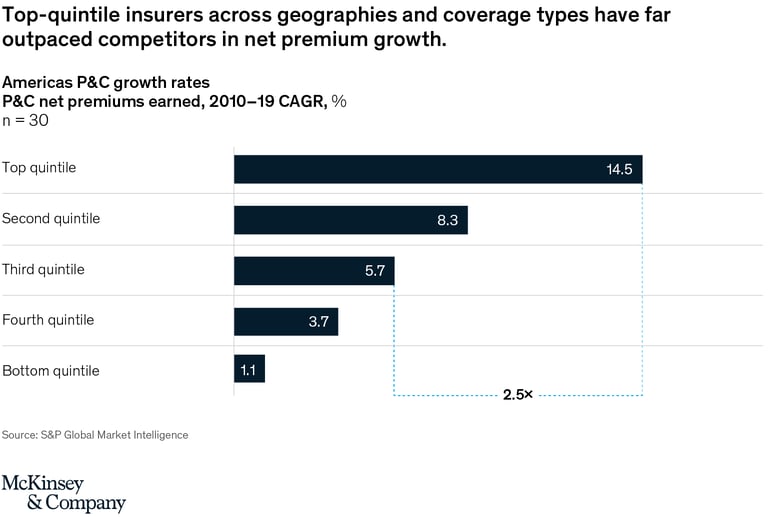 Top-quintile insurers across geographies and coverage types have far
outpaced competitors in net premium growth.
Americas P&C growth rates
P&C net premiums earned, 2010–19 CAGR, %
n = 30
Top quintile 14.5
Second quintile 8.3
Third quintile 5.7
Fourth quintile 3.7
Bottom quintile 1.1
2.5×
Source: S&P Global Market Intelligence
McKinsey
& Company